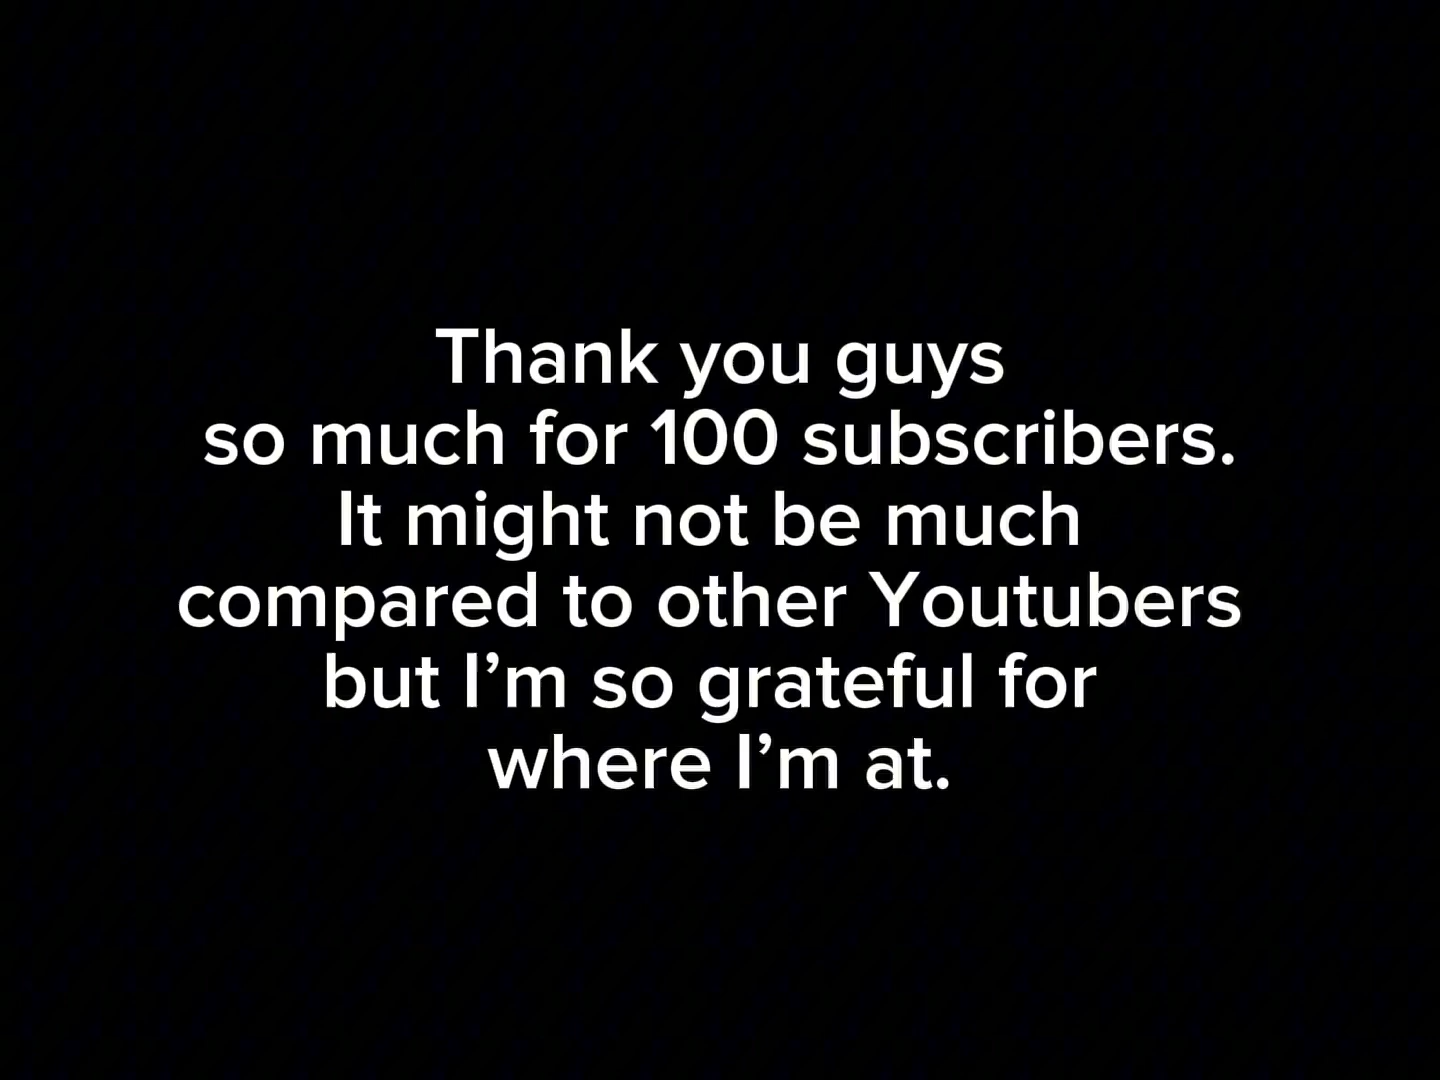 Thank you guys
so much for 100 subscribers.
It might not be much
compared to other Youtubers
but I’m so grateful for
where I’m at.